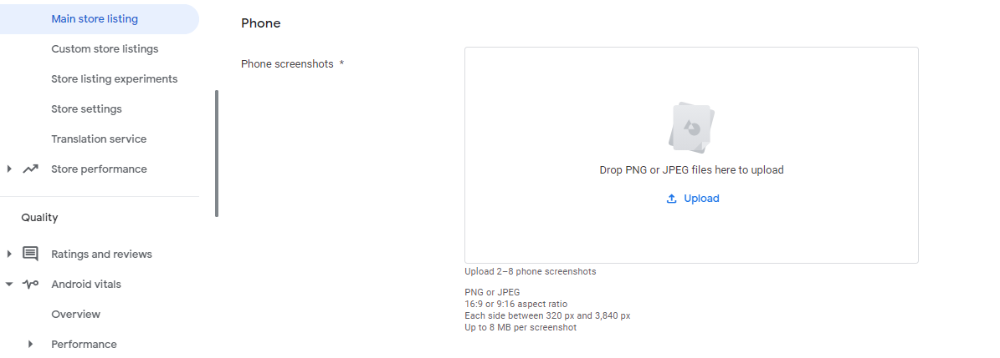 Main store listing
Custom store listings
Store listing experiments
Store settings
Translation service
Store performance
Quality
Ratings and reviews
Android vitals
Overview
Performance
Phone
Phone screenshots *
Drop PNG or JPEG files here to upload
Upload
Upload 2–8 phone screenshots
PNG or JPEG
16:9 or 9:16 aspect ratio
Each side between 320 px and 3,840 px
Up to 8 MB per screenshot